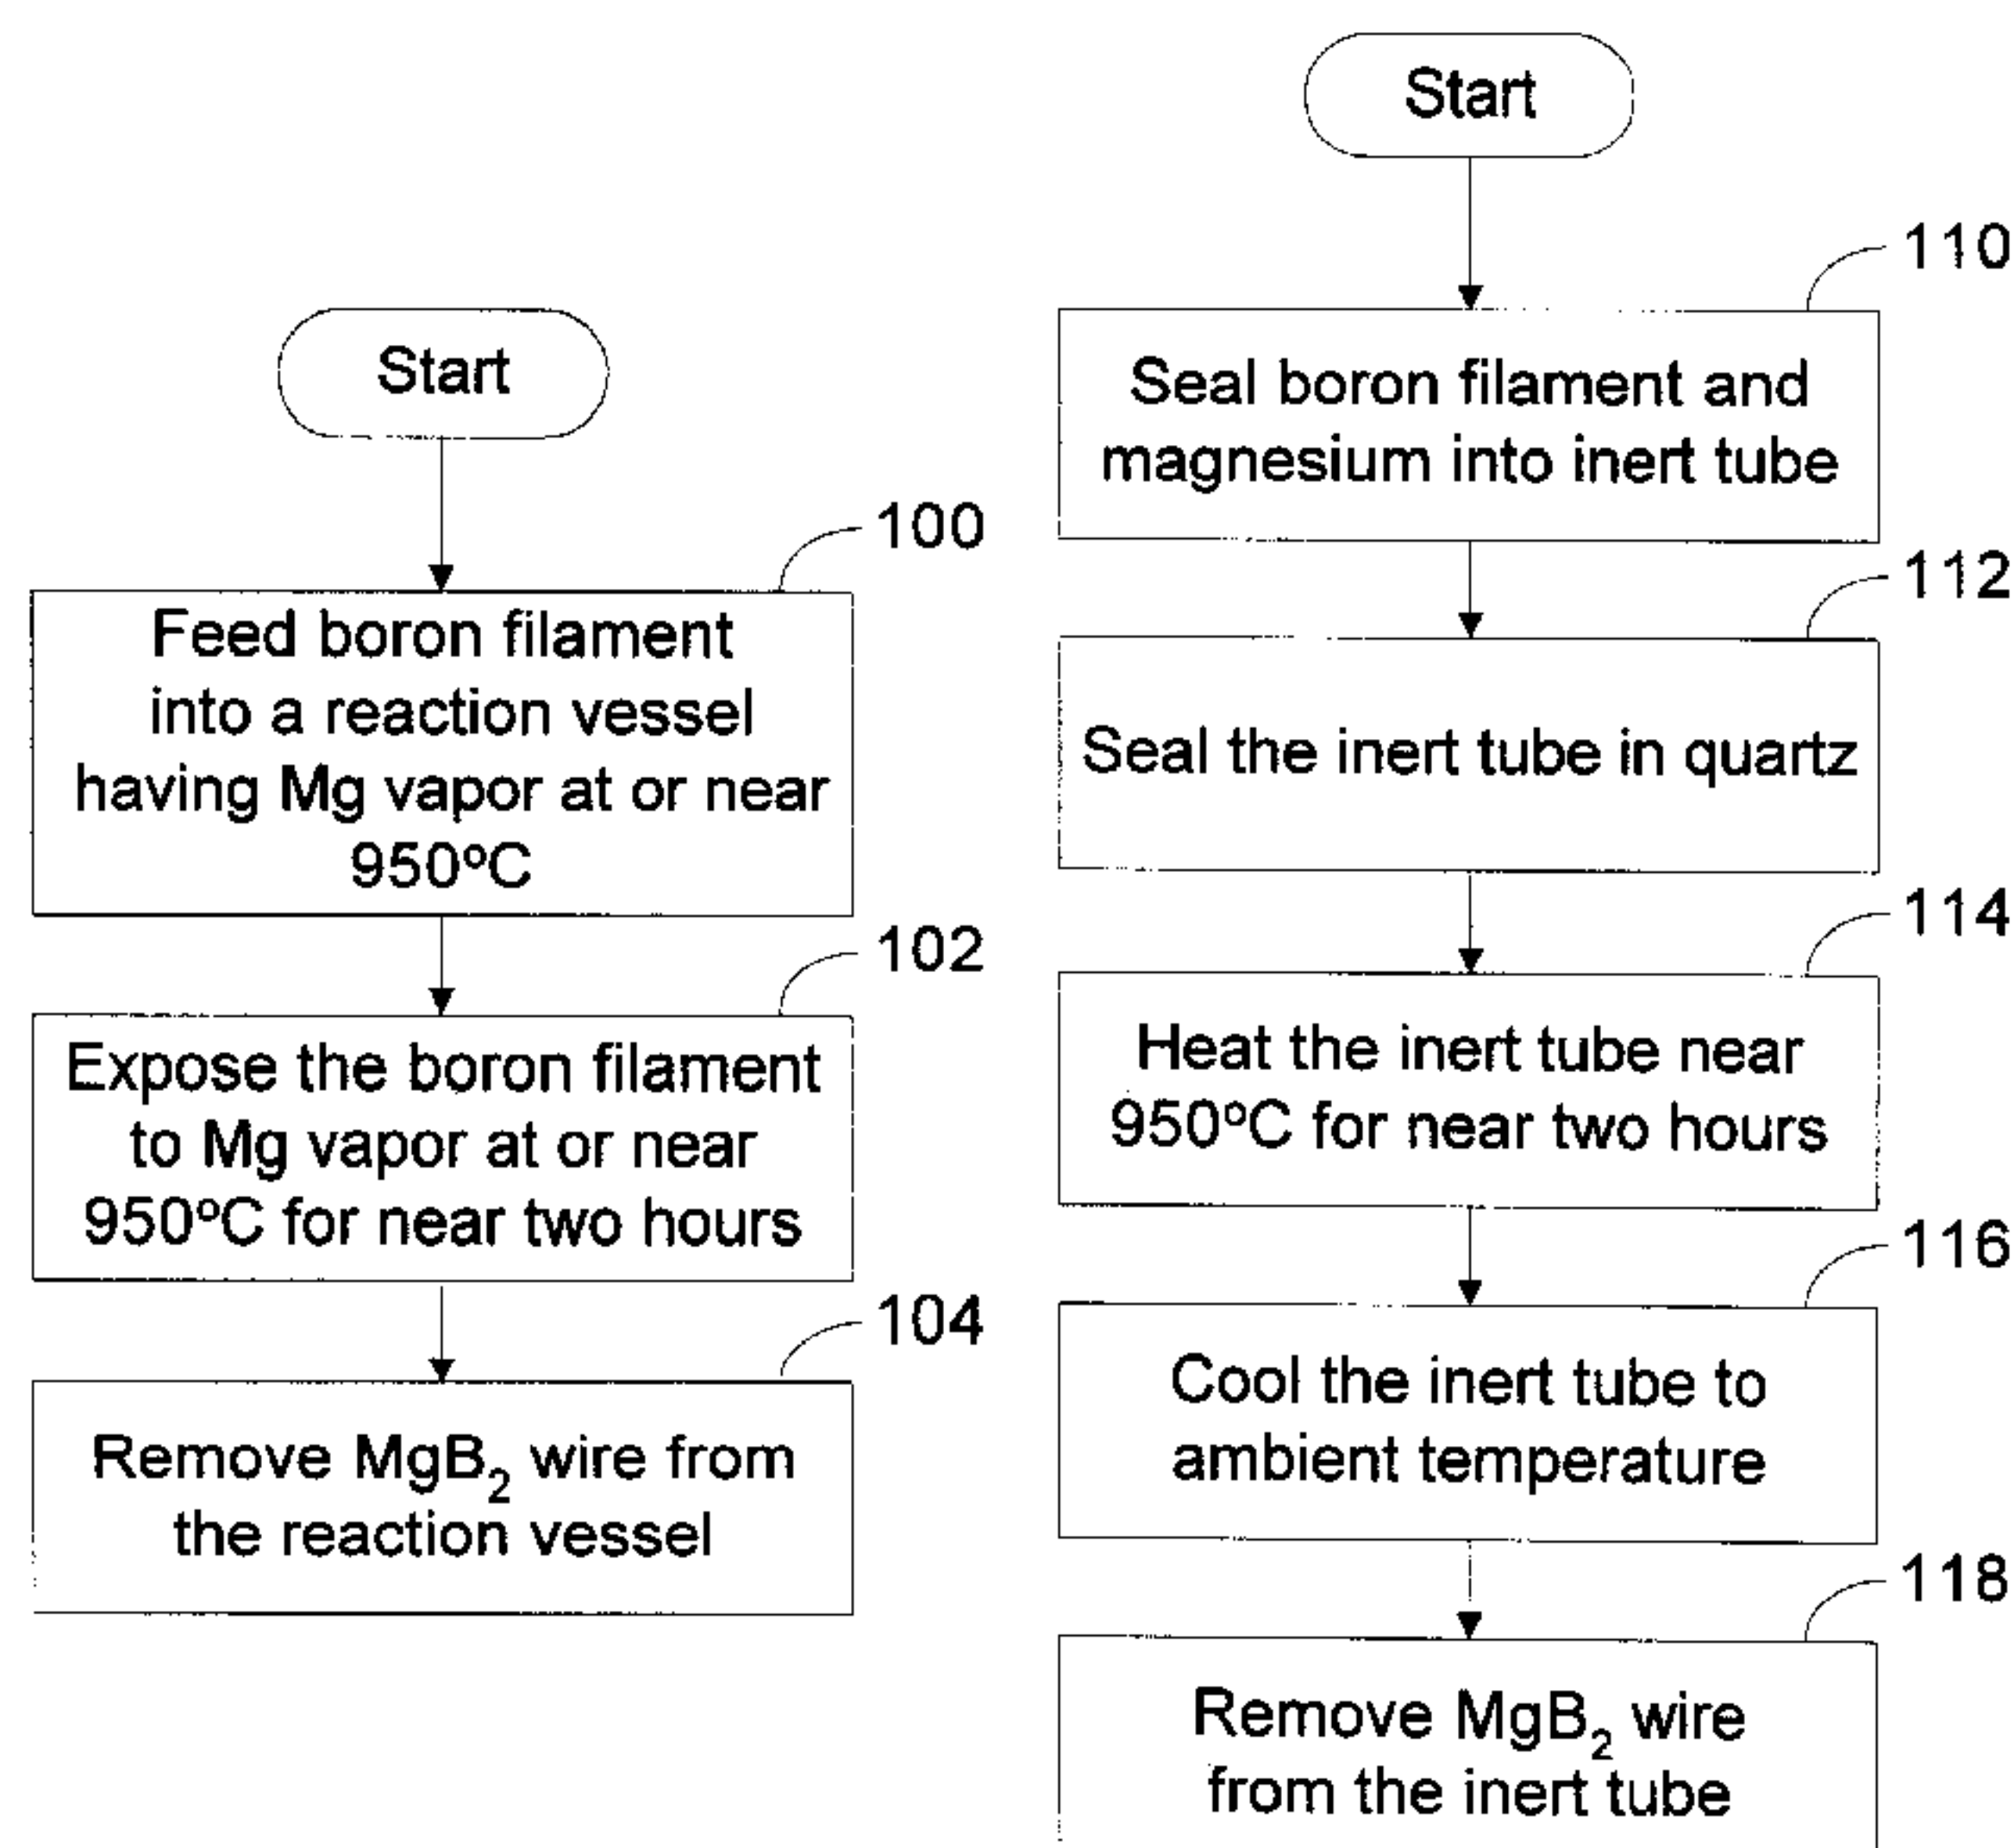 Start
100
Feed boron filament
into a reaction vessel
having Mg vapor at or near
950°C
102
Expose the boron filament
to Mg vapor at or near
950°C for near two hours
104
Remove MgB₂ wire from
the reaction vessel
Start
110
Seal boron filament and
magnesium into inert tube
112
Seal the inert tube in quartz
114
Heat the inert tube near
950°C for near two hours
116
Cool the inert tube to
ambient temperature
118
Remove MgB₂ wire
from the inert tube